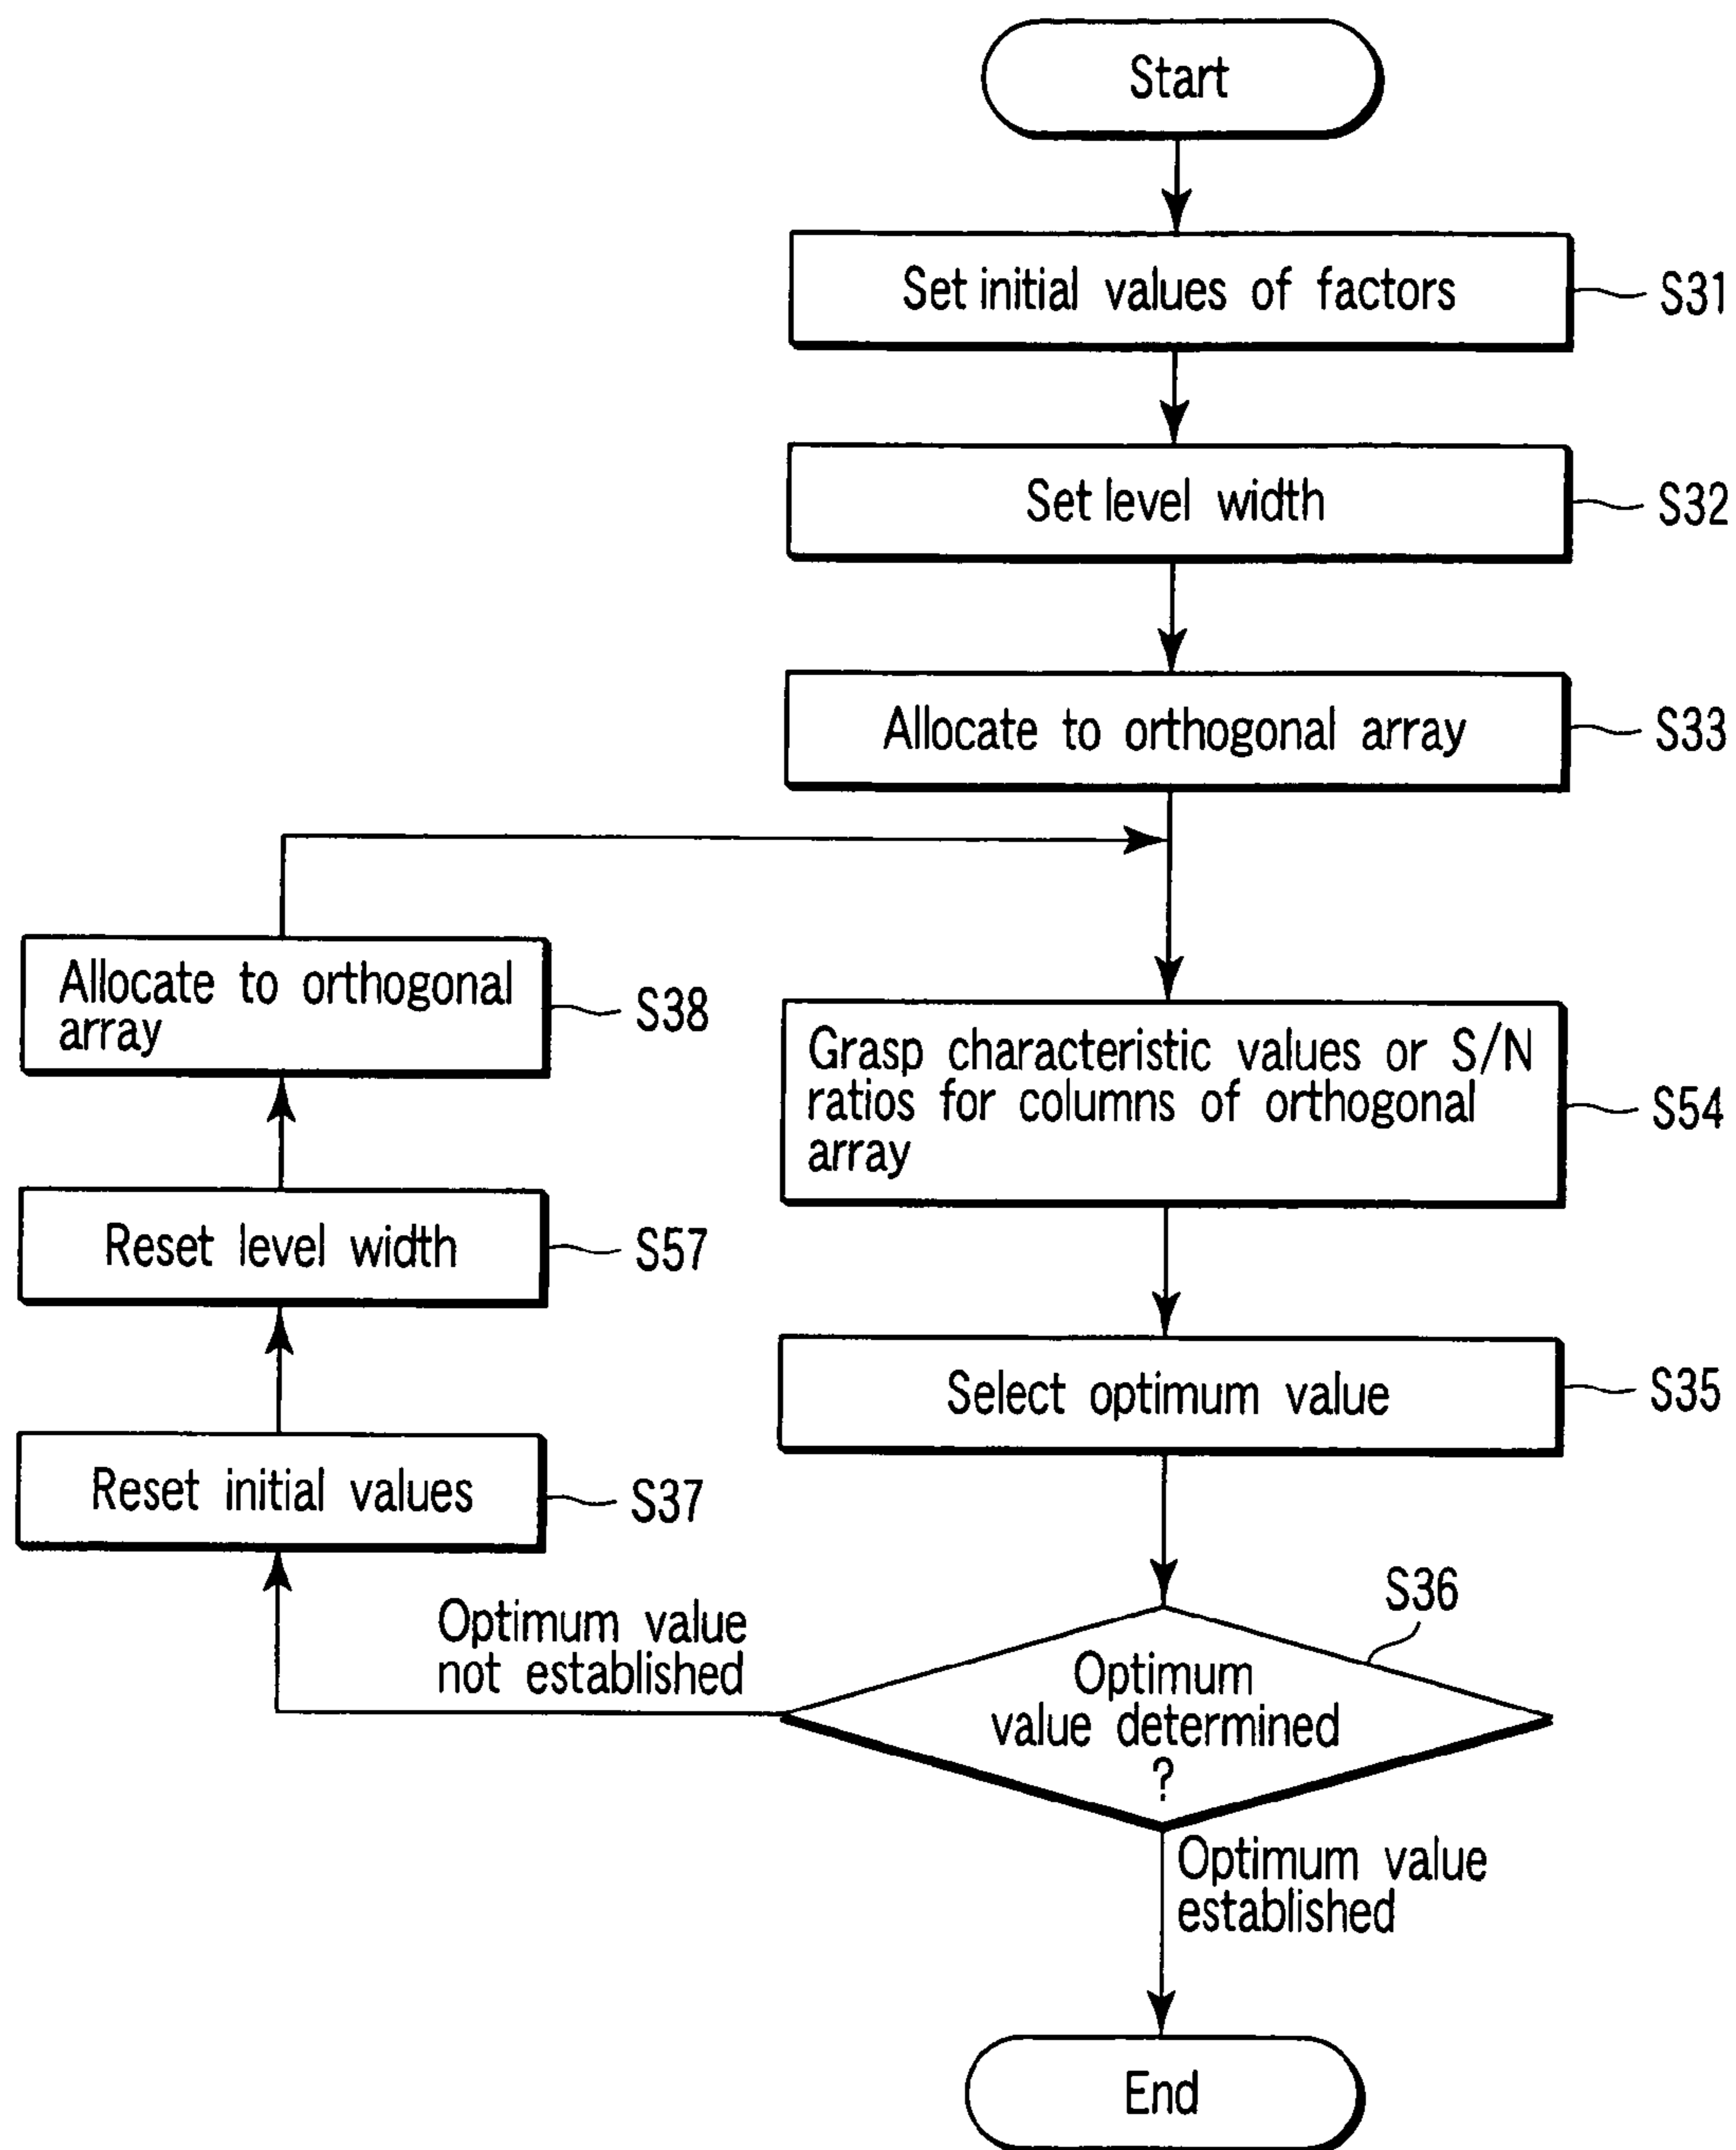 Start
Set initial values of factors
S31
Set level width
S32
Allocate to orthogonal array
S33
Allocate to orthogonal
array
S38
Grasp characteristic values or S/N
ratios for columns of orthogonal
array
S54
Reset level width
S57
Select optimum value
S35
Reset initial values
S37
S36
Optimum value
not established
Optimum
value determined
?
Optimum value
established
End